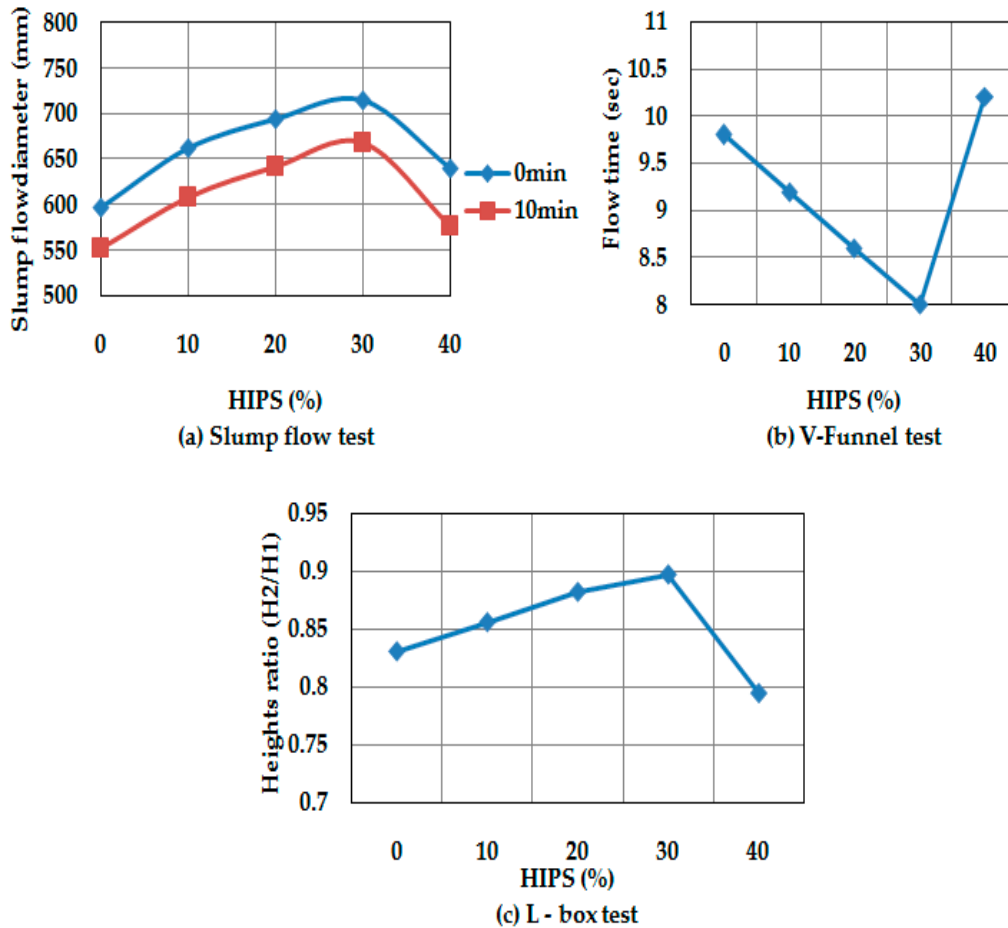 Slump flowdiameter (mm)
800
750
700
650
600
550
500
0 10 20 30 40
HIPS (%)
(a) Slump flow test
0min
10min
Flow time (sec)
11
10.5
10
9.5
9
8.5
8
0 10 20 30 40
HIPS (%)
(b) V-Funnel test
Heights ratio (H2/H1)
0.95
0.9
0.85
0.8
0.75
0.7
0 10 20 30 40
HIPS (%)
(c) L - box test